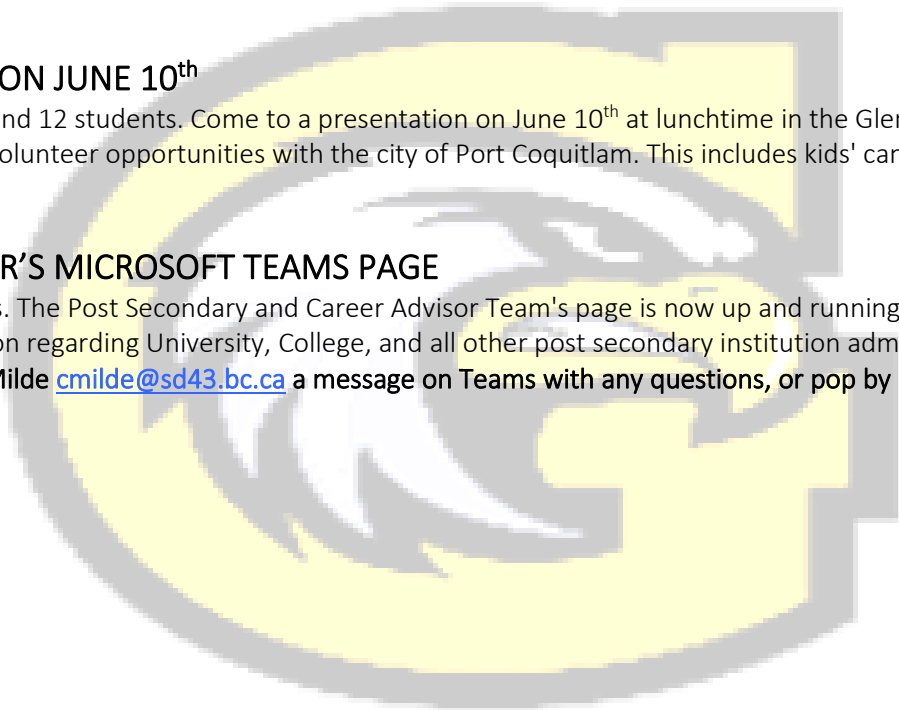 ON JUNE 10th
nd 12 students. Come to a presentation on June 10th at lunchtime in the Gler
olunteer opportunities with the city of Port Coquitlam. This includes kids' car
R’S MICROSOFT TEAMS PAGE
s. The Post Secondary and Career Advisor Team's page is now up and running
on regarding University, College, and all other post secondary institution adm
Milde cmilde@sd43.bc.ca a message on Teams with any questions, or pop by